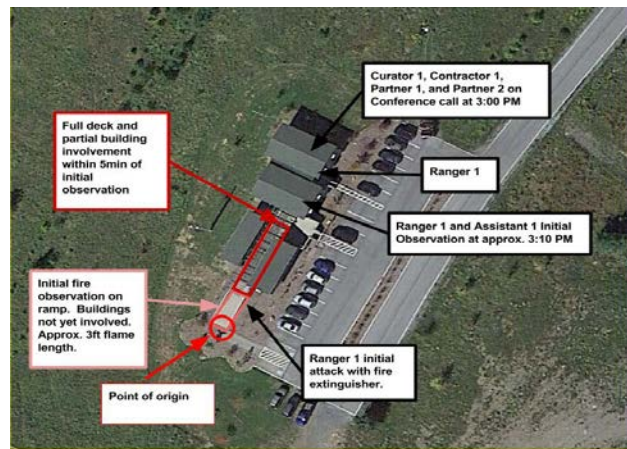 Curator 1, Contractor 1,
Partner 1, and Partner 2 on
Conference call at 3:00 PM
Full deck and
partial building
involvement
within 5min of
initial
observation
Ranger 1
Ranger 1 and Assistant 1 Initial
Observation at approx. 3:10 PM
Initial fire
observation on
ramp. Buildings
not yet involved.
Approx. 3ft flame
length.
Ranger 1 initial
attack with fire
extinguisher.
Point of origin